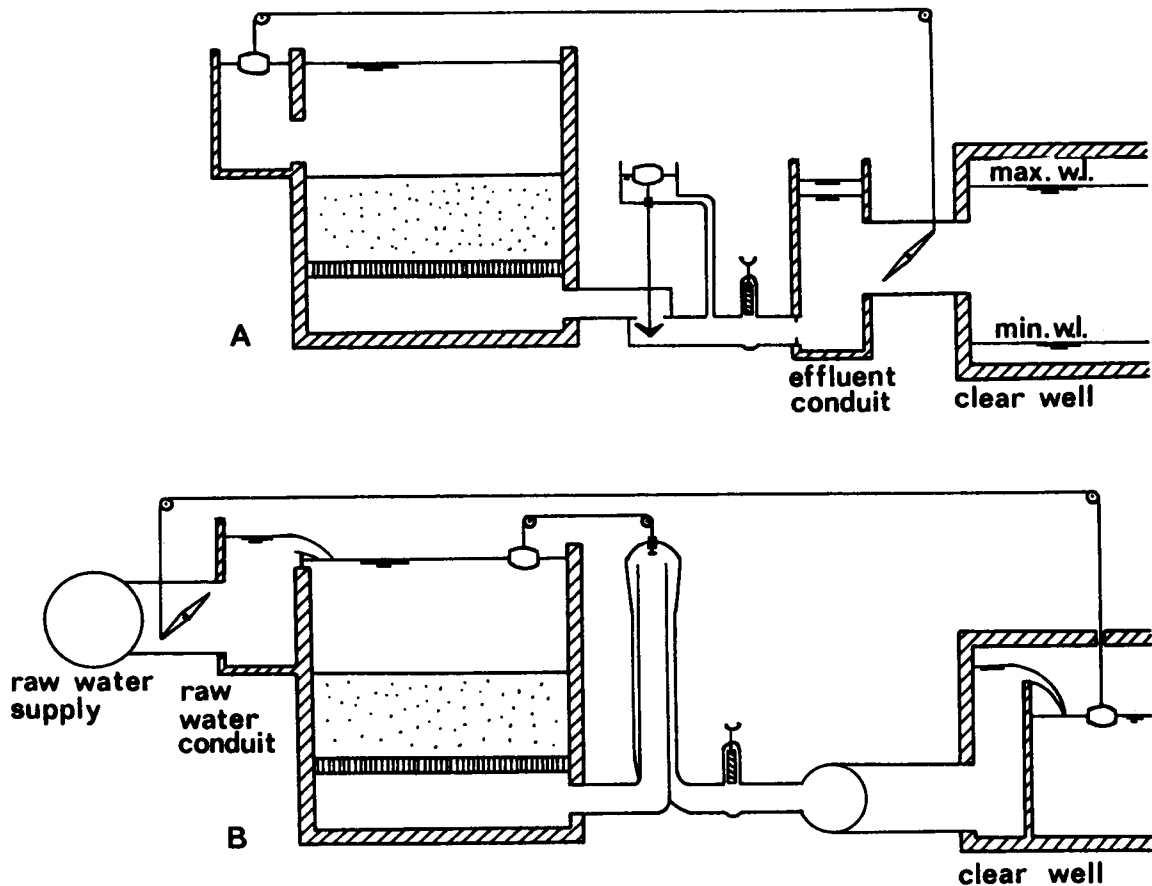 max. w.l.
min. w.l.
A
effluent
conduit
clear well
raw water
supply
raw
water
conduit
B
clear well